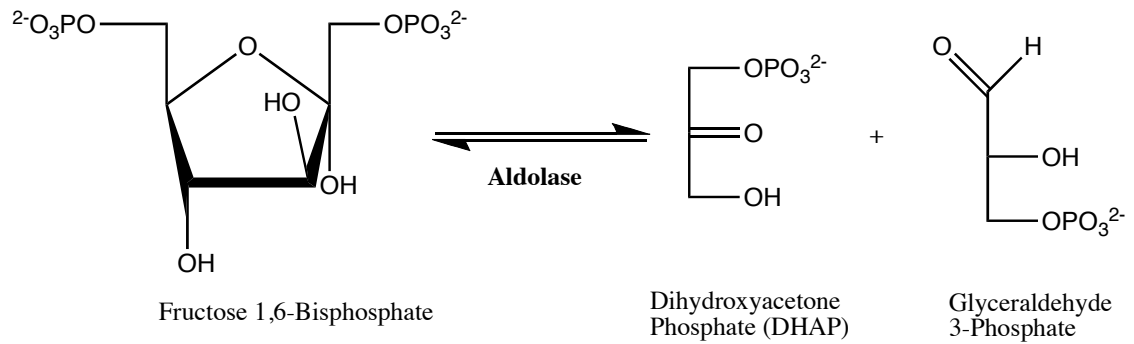 ²⁻O₃PO
OPO₃²⁻
O
HO
OH
OH
Aldolase
OPO₃²⁻
O
OH
+
O
H
OH
OPO₃²⁻
Fructose 1,6-Bisphosphate
Dihydroxyacetone
Phosphate (DHAP)
Glyceraldehyde
3-Phosphate